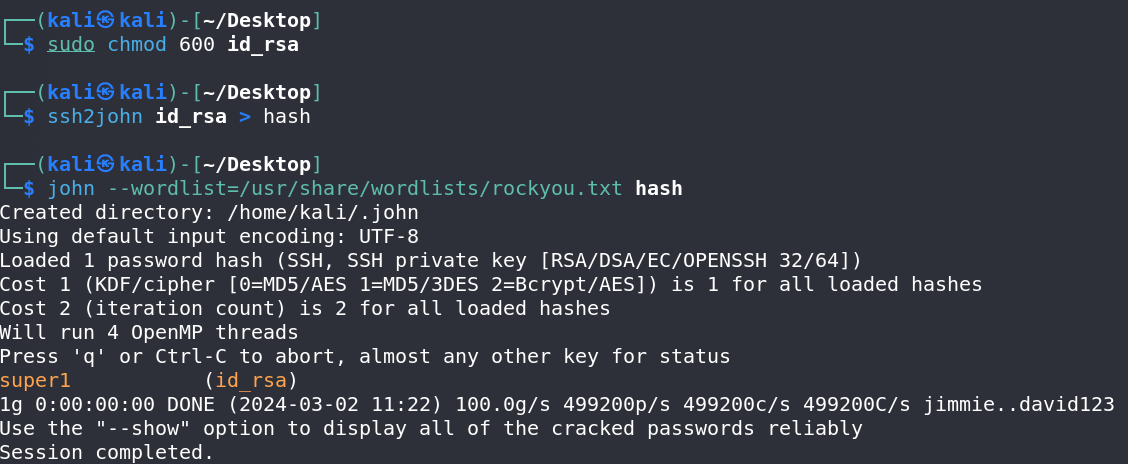 ┌──(kali㉿kali)-[~/Desktop]
└─$ sudo chmod 600 id_rsa
┌──(kali㉿kali)-[~/Desktop]
└─$ ssh2john id_rsa > hash
┌──(kali㉿kali)-[~/Desktop]
└─$ john --wordlist=/usr/share/wordlists/rockyou.txt hash
Created directory: /home/kali/.john
Using default input encoding: UTF-8
Loaded 1 password hash (SSH, SSH private key [RSA/DSA/EC/OPENSSH 32/64])
Cost 1 (KDF/cipher [0=MD5/AES 1=MD5/3DES 2=Bcrypt/AES]) is 1 for all loaded hashes
Cost 2 (iteration count) is 2 for all loaded hashes
Will run 4 OpenMP threads
Press 'q' or Ctrl-C to abort, almost any other key for status
super1           (id_rsa)
1g 0:00:00:00 DONE (2024-03-02 11:22) 100.0g/s 499200p/s 499200c/s 499200C/s jimmie..david123
Use the "--show" option to display all of the cracked passwords reliably
Session completed.